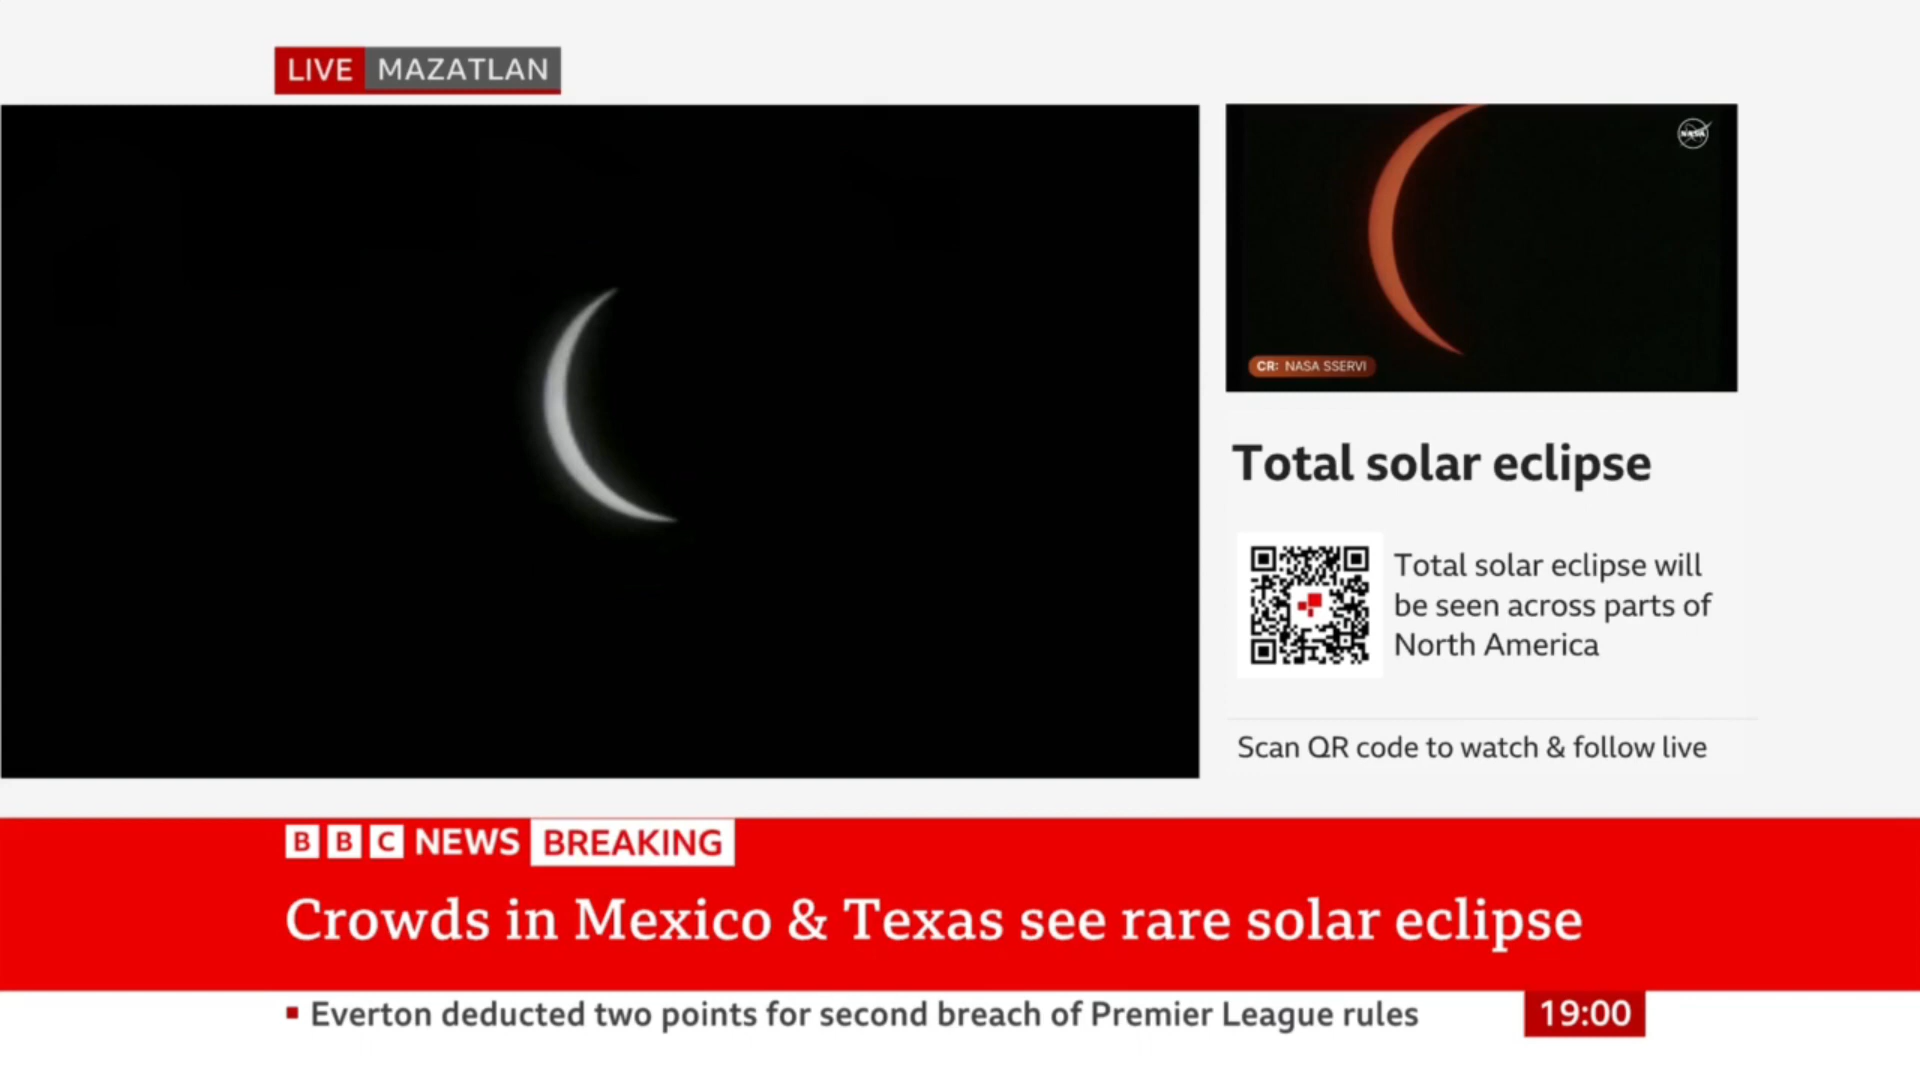 LIVE MAZATLAN
NASA
CR: NASA SSERVI
Total solar eclipse
Total solar eclipse will
be seen across parts of
North America
Scan QR code to watch & follow live
BBC NEWS BREAKING
Crowds in Mexico & Texas see rare solar eclipse
Everton deducted two points for second breach of Premier League rules
19:00